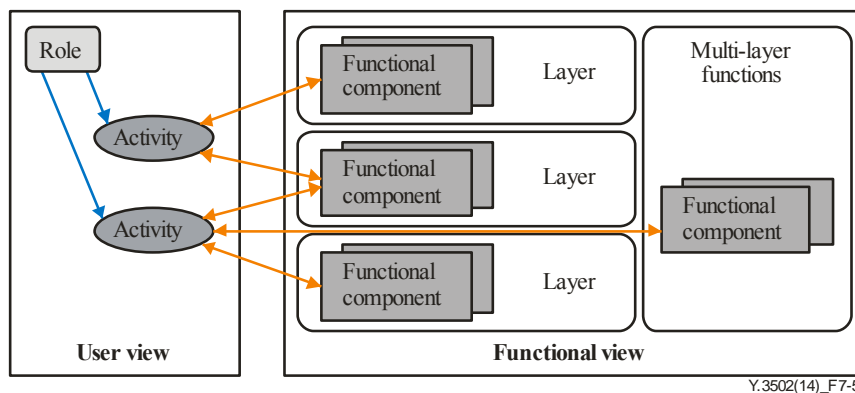 Role
Activity
Activity
User view
Functional
component
Layer
Functional
component
Layer
Functional
component
Layer
Multi-layer
functions
Functional
component
Functional view
Y.3502(14)_F7-5